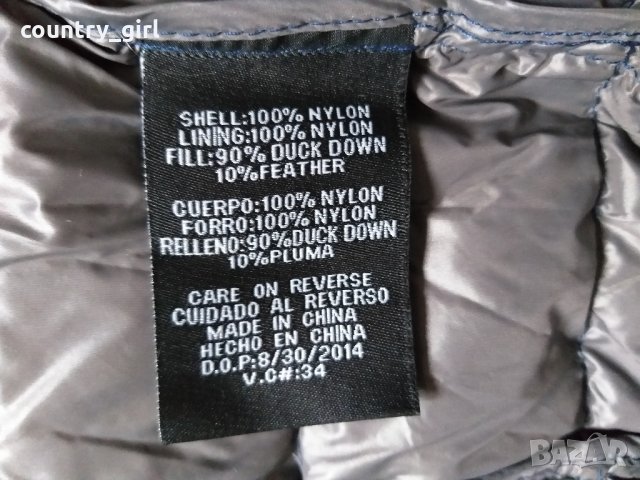 country_girl
SHELL:100% NYLON
LINING:100% NYLON
FILL:90% DUCK DOWN
10%FEATHER
CUERPO:100% NYLON
FORRO:100% NYLON
RELLENO:90%DUCK DOWN
10%PLUMA
CARE ON REVERSE
CUIDADO AL REVERSO
MADE IN CHINA
HECHO EN CHINA
D.O.P:8/30/2014
V.C#:34
BAZAR